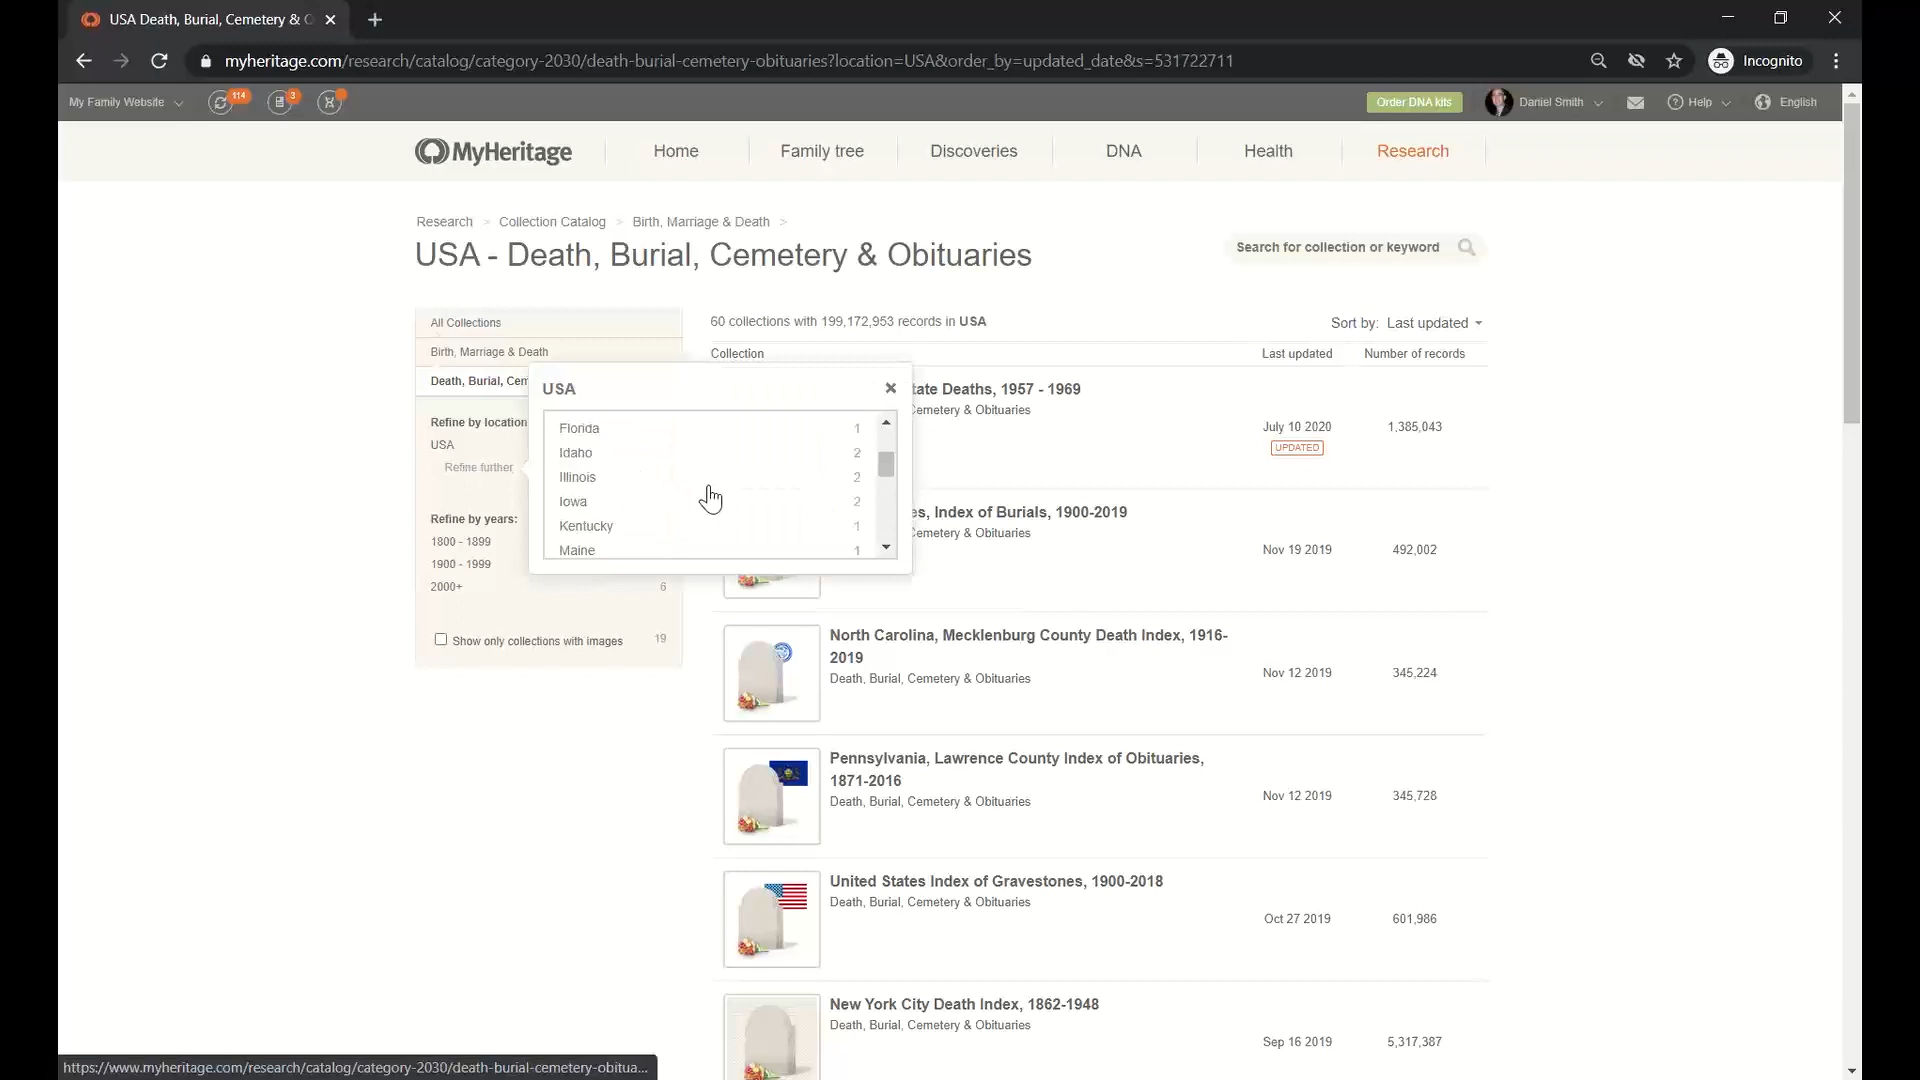 USA Death, Burial, Cemetery &
myheritage.com/research/catalog/category-2030/death-burial-cemetery-obituaries?location=USA&order_by=updated_date&s=531722711
Incognito
My Family Website
114
3
Order DNA kits
Daniel Smith
Help
English
MyHeritage
Home
Family tree
Discoveries
DNA
Health
Research
Research > Collection Catalog > Birth, Marriage & Death >
USA - Death, Burial, Cemetery & Obituaries
Search for collection or keyword
All Collections
Birth, Marriage & Death
Death, Burial, Cem
Refine by location
USA
Refine further
Refine by years:
1800 - 1899
1900 - 1999
2000+ 6
Show only collections with images 19
USA
Florida 1
Idaho 2
Illinois 2
Iowa 2
Kentucky 1
Maine 1
60 collections with 199,172,953 records in USA
Sort by: Last updated
Collection
Last updated
Number of records
tate Deaths, 1957 - 1969
Cemetery & Obituaries
July 10 2020
UPDATED
1,385,043
es, Index of Burials, 1900-2019
Cemetery & Obituaries
Nov 19 2019
492,002
North Carolina, Mecklenburg County Death Index, 1916-
2019
Death, Burial, Cemetery & Obituaries
Nov 12 2019
345,224
Pennsylvania, Lawrence County Index of Obituaries,
1871-2016
Death, Burial, Cemetery & Obituaries
Nov 12 2019
345,728
United States Index of Gravestones, 1900-2018
Death, Burial, Cemetery & Obituaries
Oct 27 2019
601,986
New York City Death Index, 1862-1948
Death, Burial, Cemetery & Obituaries
Sep 16 2019
5,317,387
https://www.myheritage.com/research/catalog/category-2030/death-burial-cemetery-obitua...